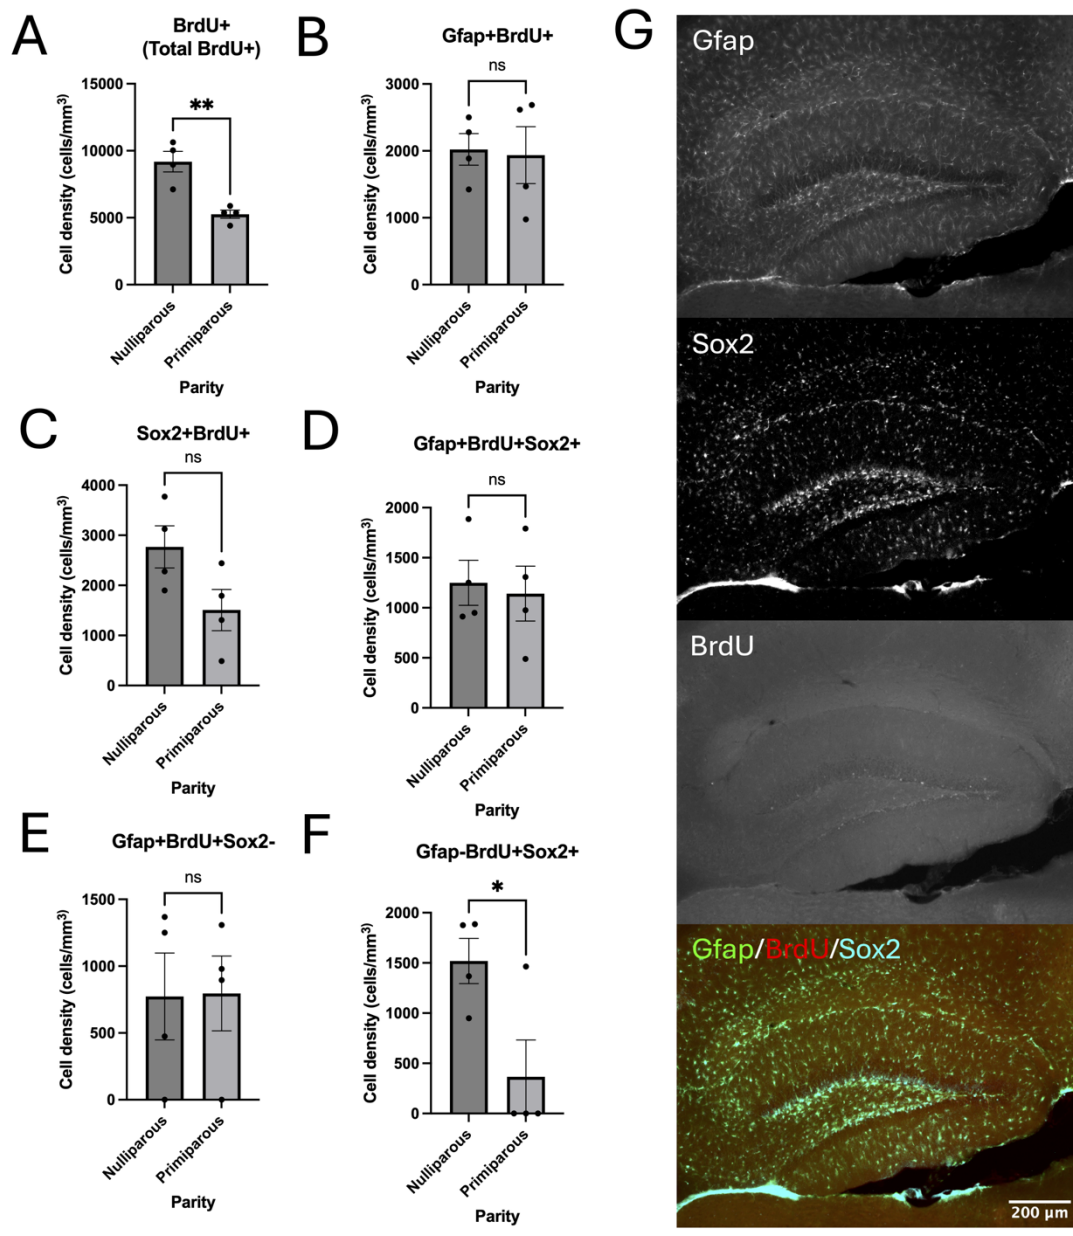 A
BrdU+
(Total BrdU+)
**
15000
10000
5000
0
Cell density (cells/mm³)
Nulliparous
Primiparous
Parity
B
Gfap+BrdU+
ns
3000
2000
1000
0
Cell density (cells/mm³)
Nulliparous
Primiparous
Parity
C
Sox2+BrdU+
ns
4000
3000
2000
1000
0
Cell density (cells/mm³)
Nulliparous
Primiparous
Parity
D
Gfap+BrdU+Sox2+
ns
2000
1500
1000
500
0
Cell density (cells/mm³)
Nulliparous
Primiparous
Parity
E
Gfap+BrdU+Sox2-
ns
1500
1000
500
0
Cell density (cells/mm³)
Nulliparous
Primiparous
Parity
F
Gfap-BrdU+Sox2+
*
2000
1500
1000
500
0
Cell density (cells/mm³)
Nulliparous
Primiparous
Parity
G
Gfap
Sox2
BrdU
Gfap/BrdU/Sox2
200 µm